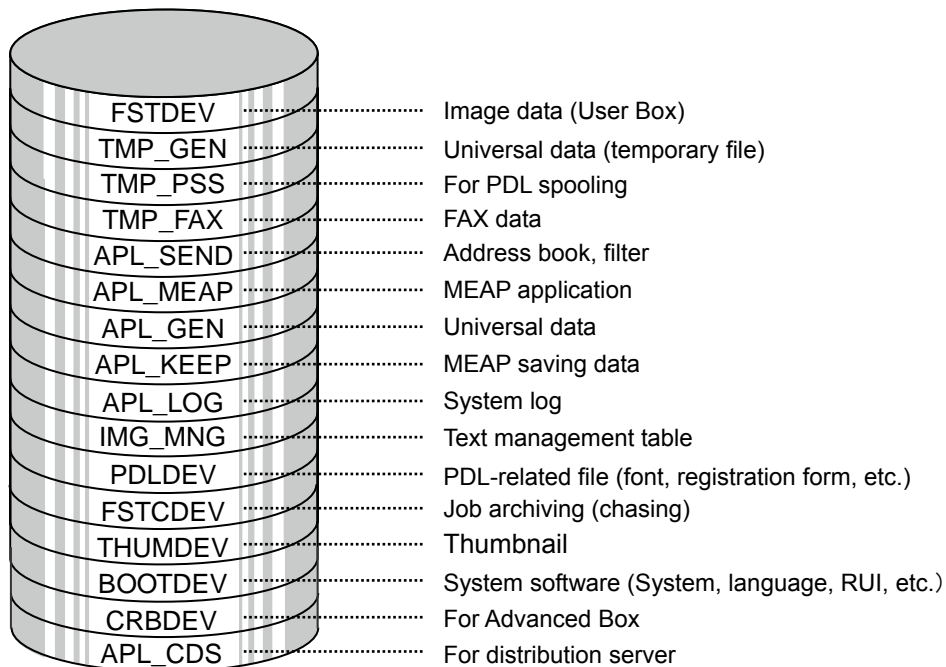 FSTDEV Image data (User Box)
TMP_GEN Universal data (temporary file)
TMP_PSS For PDL spooling
TMP_FAX FAX data
APL_SEND Address book, filter
APL_MEAP MEAP application
APL_GEN Universal data
APL_KEEP MEAP saving data
APL_LOG System log
IMG_MNG Text management table
PDLDEV PDL-related file (font, registration form, etc.)
FSTCDEV Job archiving (chasing)
THUMDEV Thumbnail
BOOTDEV System software (System, language, RUI, etc.)
CRBDEV For Advanced Box
APL_CDS For distribution server